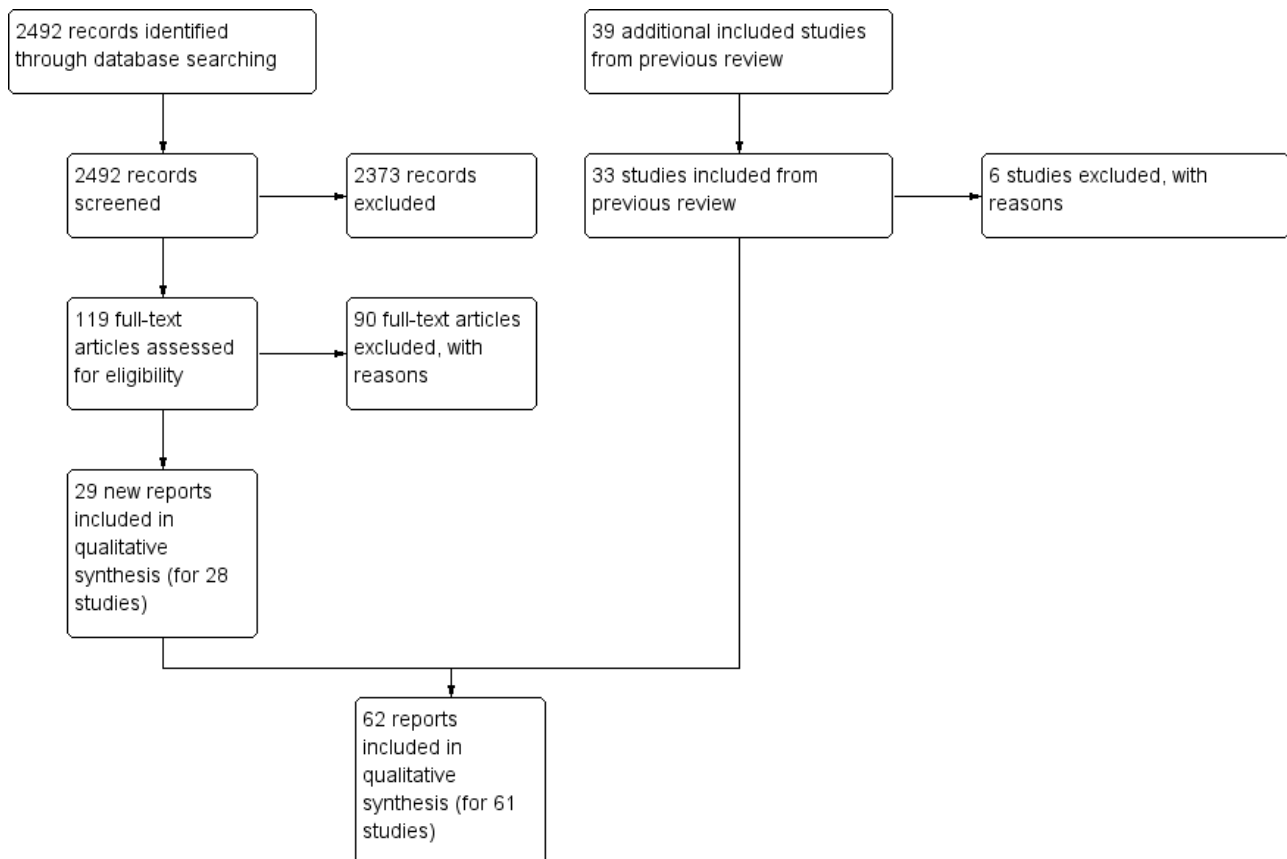 2492 records identified
through database searching
39 additional included studies
from previous review
2492 records
screened
2373 records
excluded
33 studies included from
previous review
6 studies excluded, with
reasons
119 full-text
articles assessed
for eligibility
90 full-text articles
excluded, with
reasons
29 new reports
included in
qualitative
synthesis (for 28
studies)
62 reports
included in
qualitative
synthesis (for 61
studies)